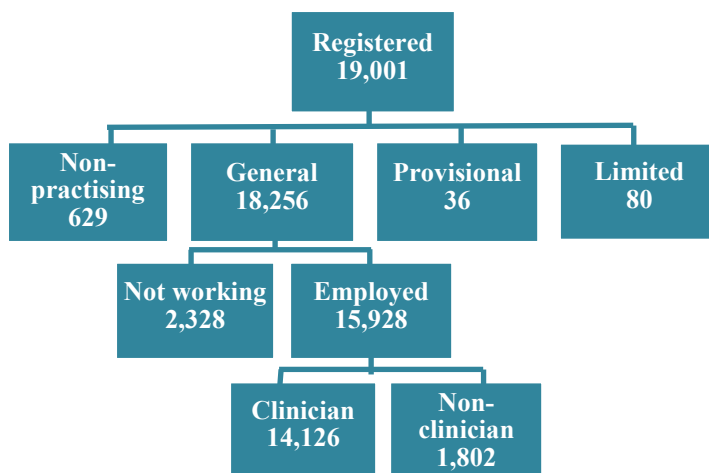 Registered
19,001
Non-
practising
629
General
18,256
Provisional
36
Limited
80
Not working
2,328
Employed
15,928
Clinician
14,126
Non-
clinician
1,802